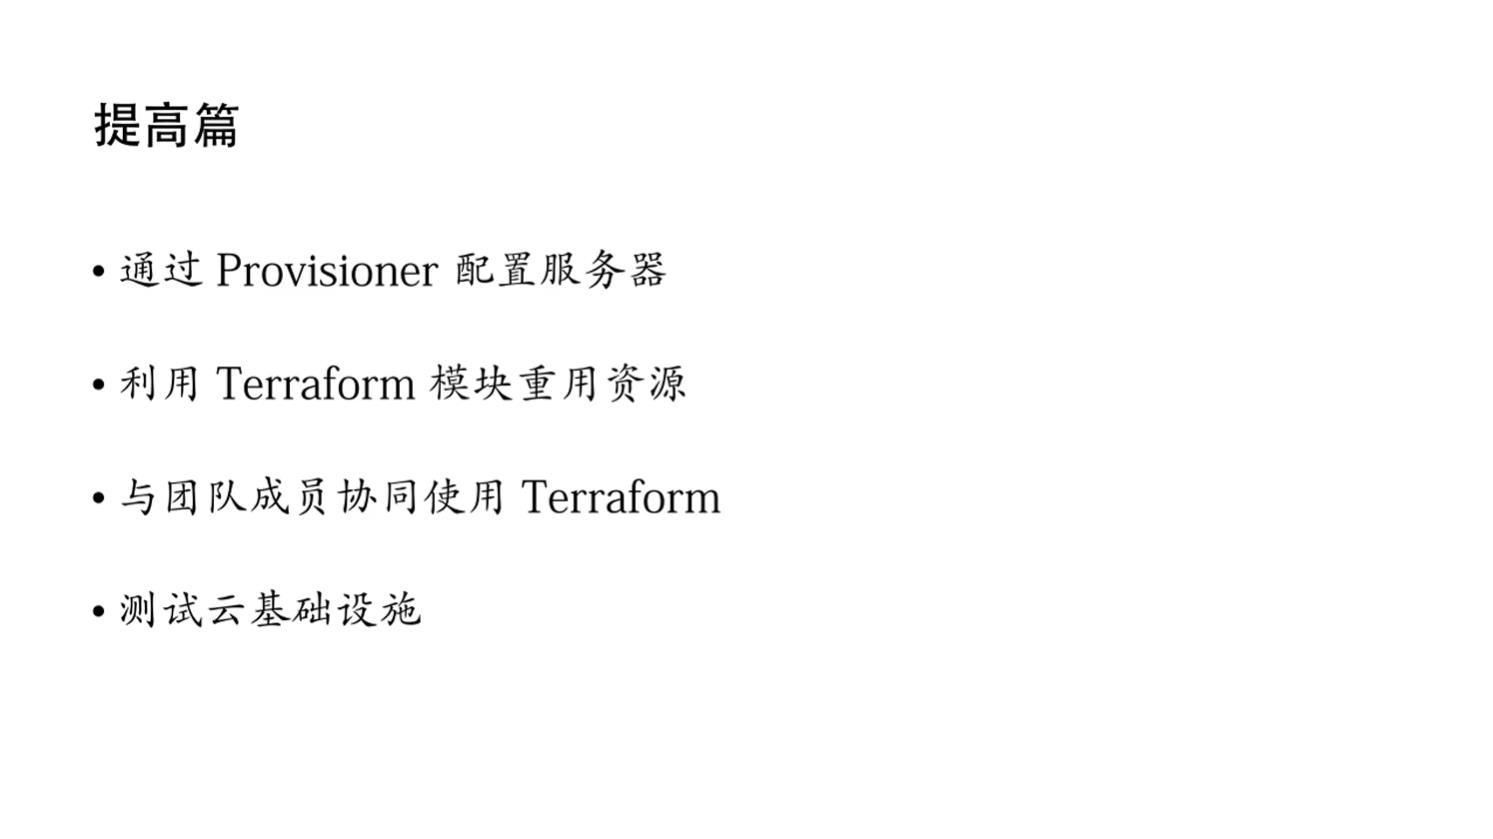 提高篇
• 通过 Provisioner 配置服务器
• 利用 Terraform 模块重用资源
• 与团队成员协同使用 Terraform
• 测试云基础设施